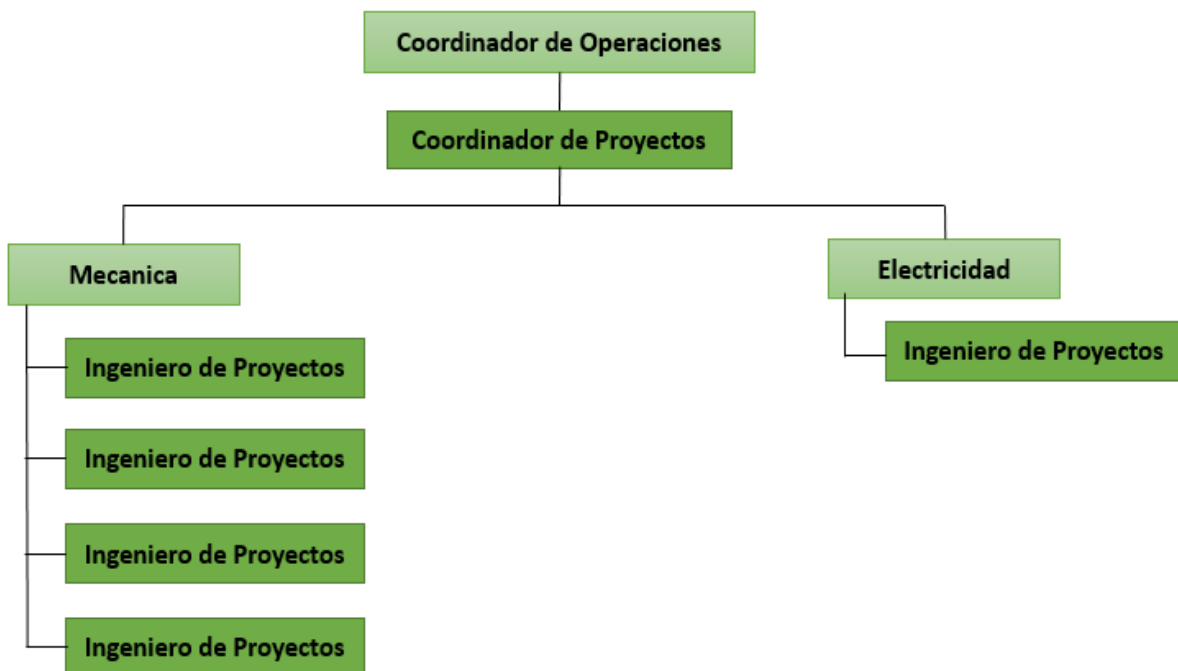 Coordinador de Operaciones
Coordinador de Proyectos
Mecanica
Ingeniero de Proyectos
Ingeniero de Proyectos
Ingeniero de Proyectos
Ingeniero de Proyectos
Electricidad
Ingeniero de Proyectos